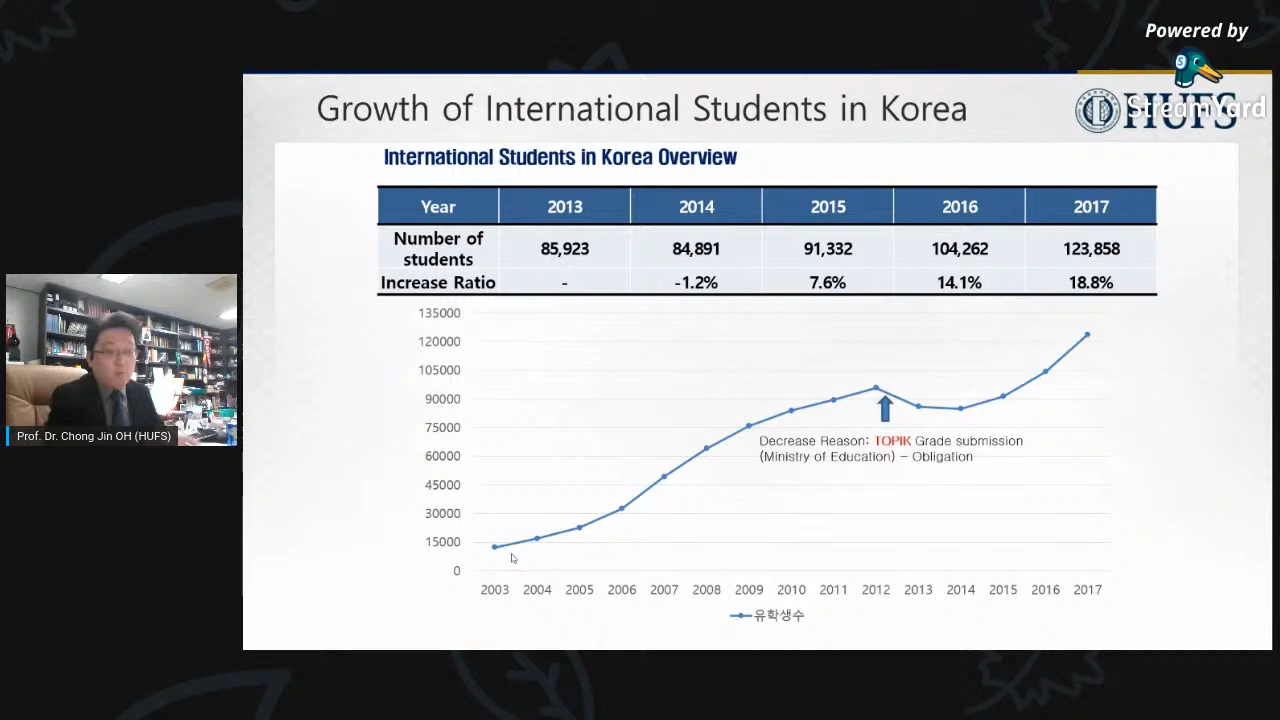 Powered by
StreamYard
Growth of International Students in Korea
HUFS
International Students in Korea Overview
Year 2013 2014 2015 2016 2017
Number of students 85,923 84,891 91,332 104,262 123,858
Increase Ratio - -1.2% 7.6% 14.1% 18.8%
135000
120000
105000
90000
75000
60000
45000
30000
15000
0
Decrease Reason: TOPIK Grade submission
(Ministry of Education) - Obligation
2003 2004 2005 2006 2007 2008 2009 2010 2011 2012 2013 2014 2015 2016 2017
유학생수
Prof. Dr. Chong Jin OH (HUFS)